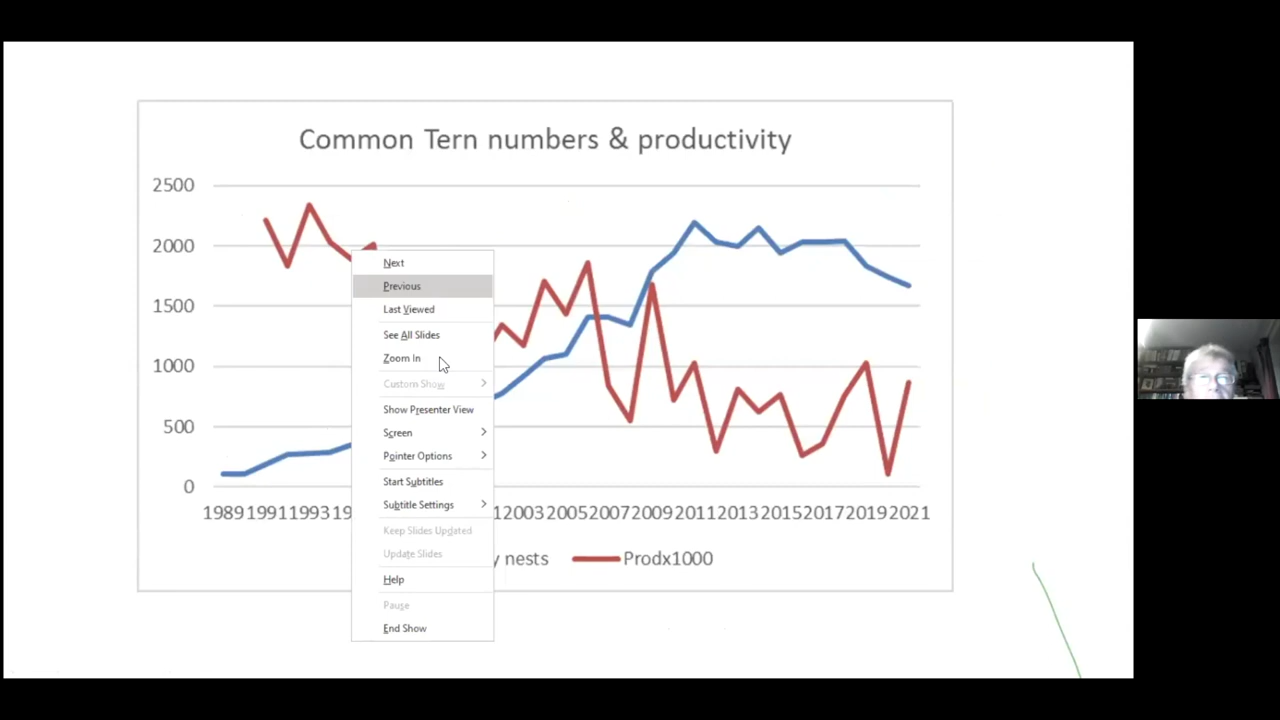 Common Tern numbers & productivity
2500
2000
1500
1000
500
0
1989 1991 1993 19
2003 2005 2007 2009 2011 2013 2015 2017 2019 2021
nests
Prodx1000
Next
Previous
Last Viewed
See All Slides
Zoom In
Custom Show
Show Presenter View
Screen
Pointer Options
Start Subtitles
Subtitle Settings
Keep Slides Updated
Update Slides
Help
Pause
End Show